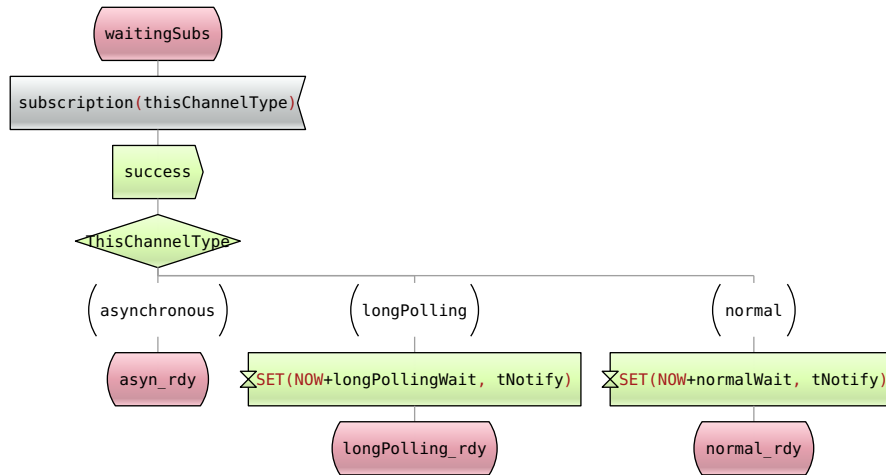 waitingSubs
subscription(thisChannelType)
success
ThisChannelType
asynchronous
longPolling
normal
asyn_rdy
SET(NOW+longPollingWait, tNotify)
SET(NOW+normalWait, tNotify)
longPolling_rdy
normal_rdy